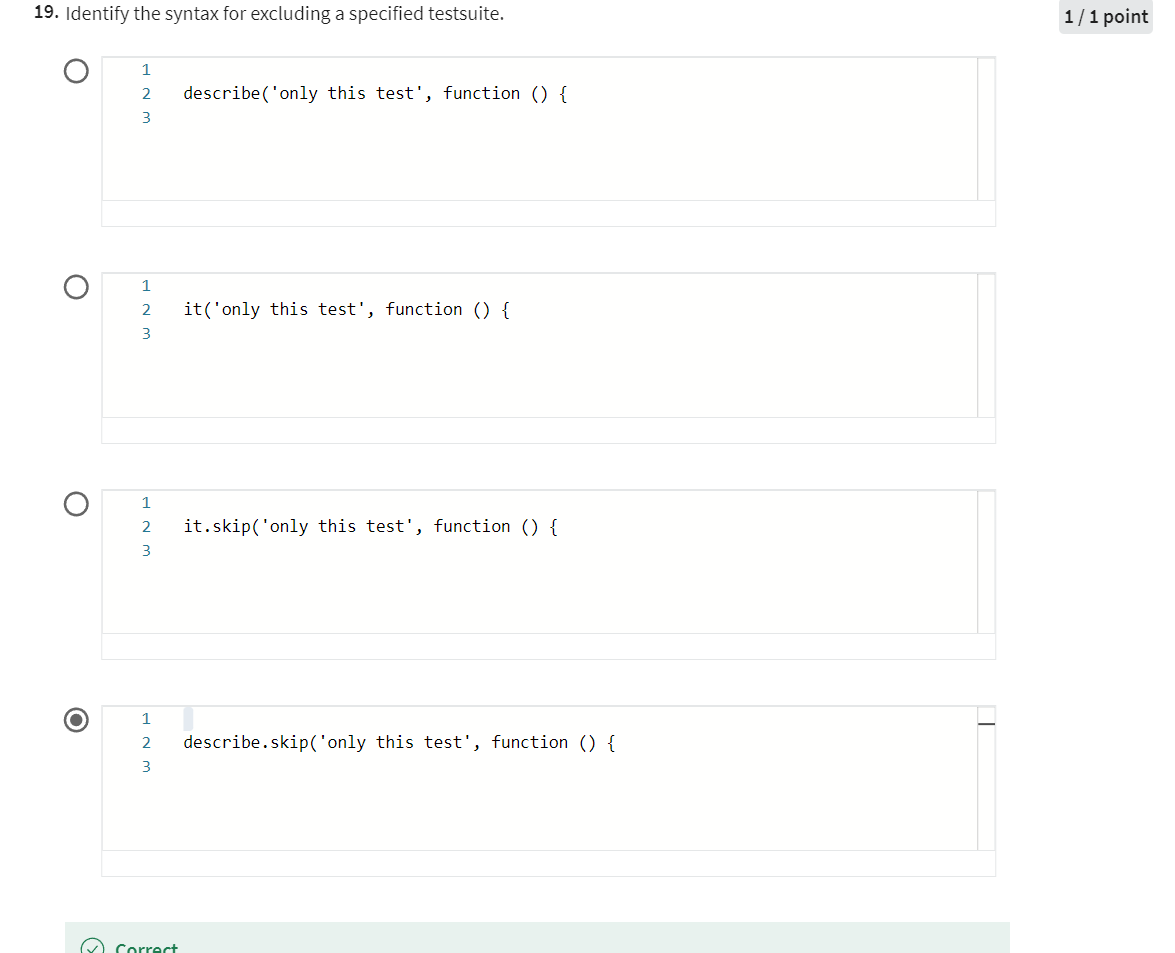 19. Identify the syntax for excluding a specified testsuite.
1 / 1 point
1
2 describe('only this test', function () {
3
1
2 it('only this test', function () {
3
1
2 it.skip('only this test', function () {
3
1
2 describe.skip('only this test', function () {
3
Correct